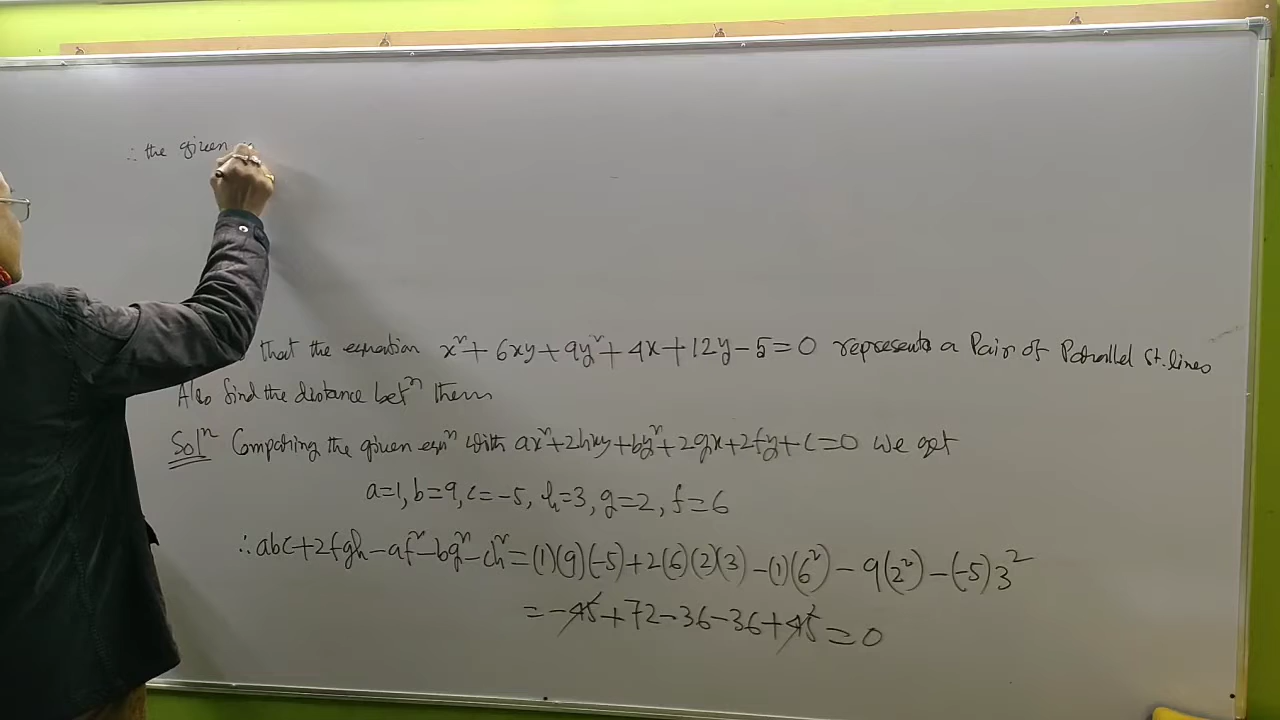 ∴ the given
that the equation x²+6xy+9y²+4x+12y-5=0 represents a Pair of Parallel St. lines
Also find the distance betⁿ them
Solⁿ Comparing the given eqnⁿ with ax²+2hxy+by²+2gx+2fy+c=0 we get
a=1, b=9, c=-5, h=3, g=2, f=6
∴ abc+2fgh-af²-bg²-ch²=(1)(9)(-5)+2(6)(2)(3)-(1)(6²)-9(2²)-(-5)3²
=-45+72-36-36+45=0